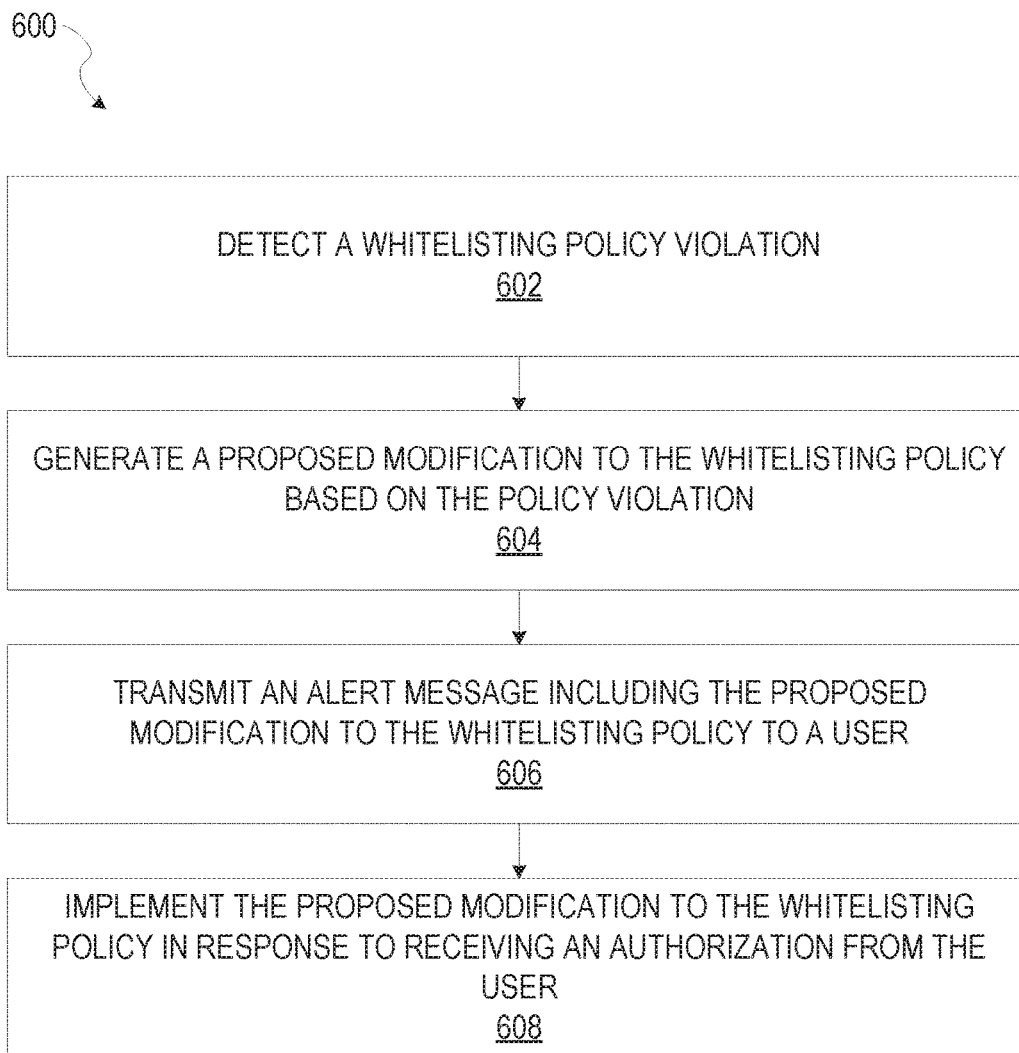 600
DETECT A WHITELISTING POLICY VIOLATION
602
GENERATE A PROPOSED MODIFICATION TO THE WHITELISTING POLICY
BASED ON THE POLICY VIOLATION
604
TRANSMIT AN ALERT MESSAGE INCLUDING THE PROPOSED
MODIFICATION TO THE WHITELISTING POLICY TO A USER
606
IMPLEMENT THE PROPOSED MODIFICATION TO THE WHITELISTING
POLICY IN RESPONSE TO RECEIVING AN AUTHORIZATION FROM THE
USER
608